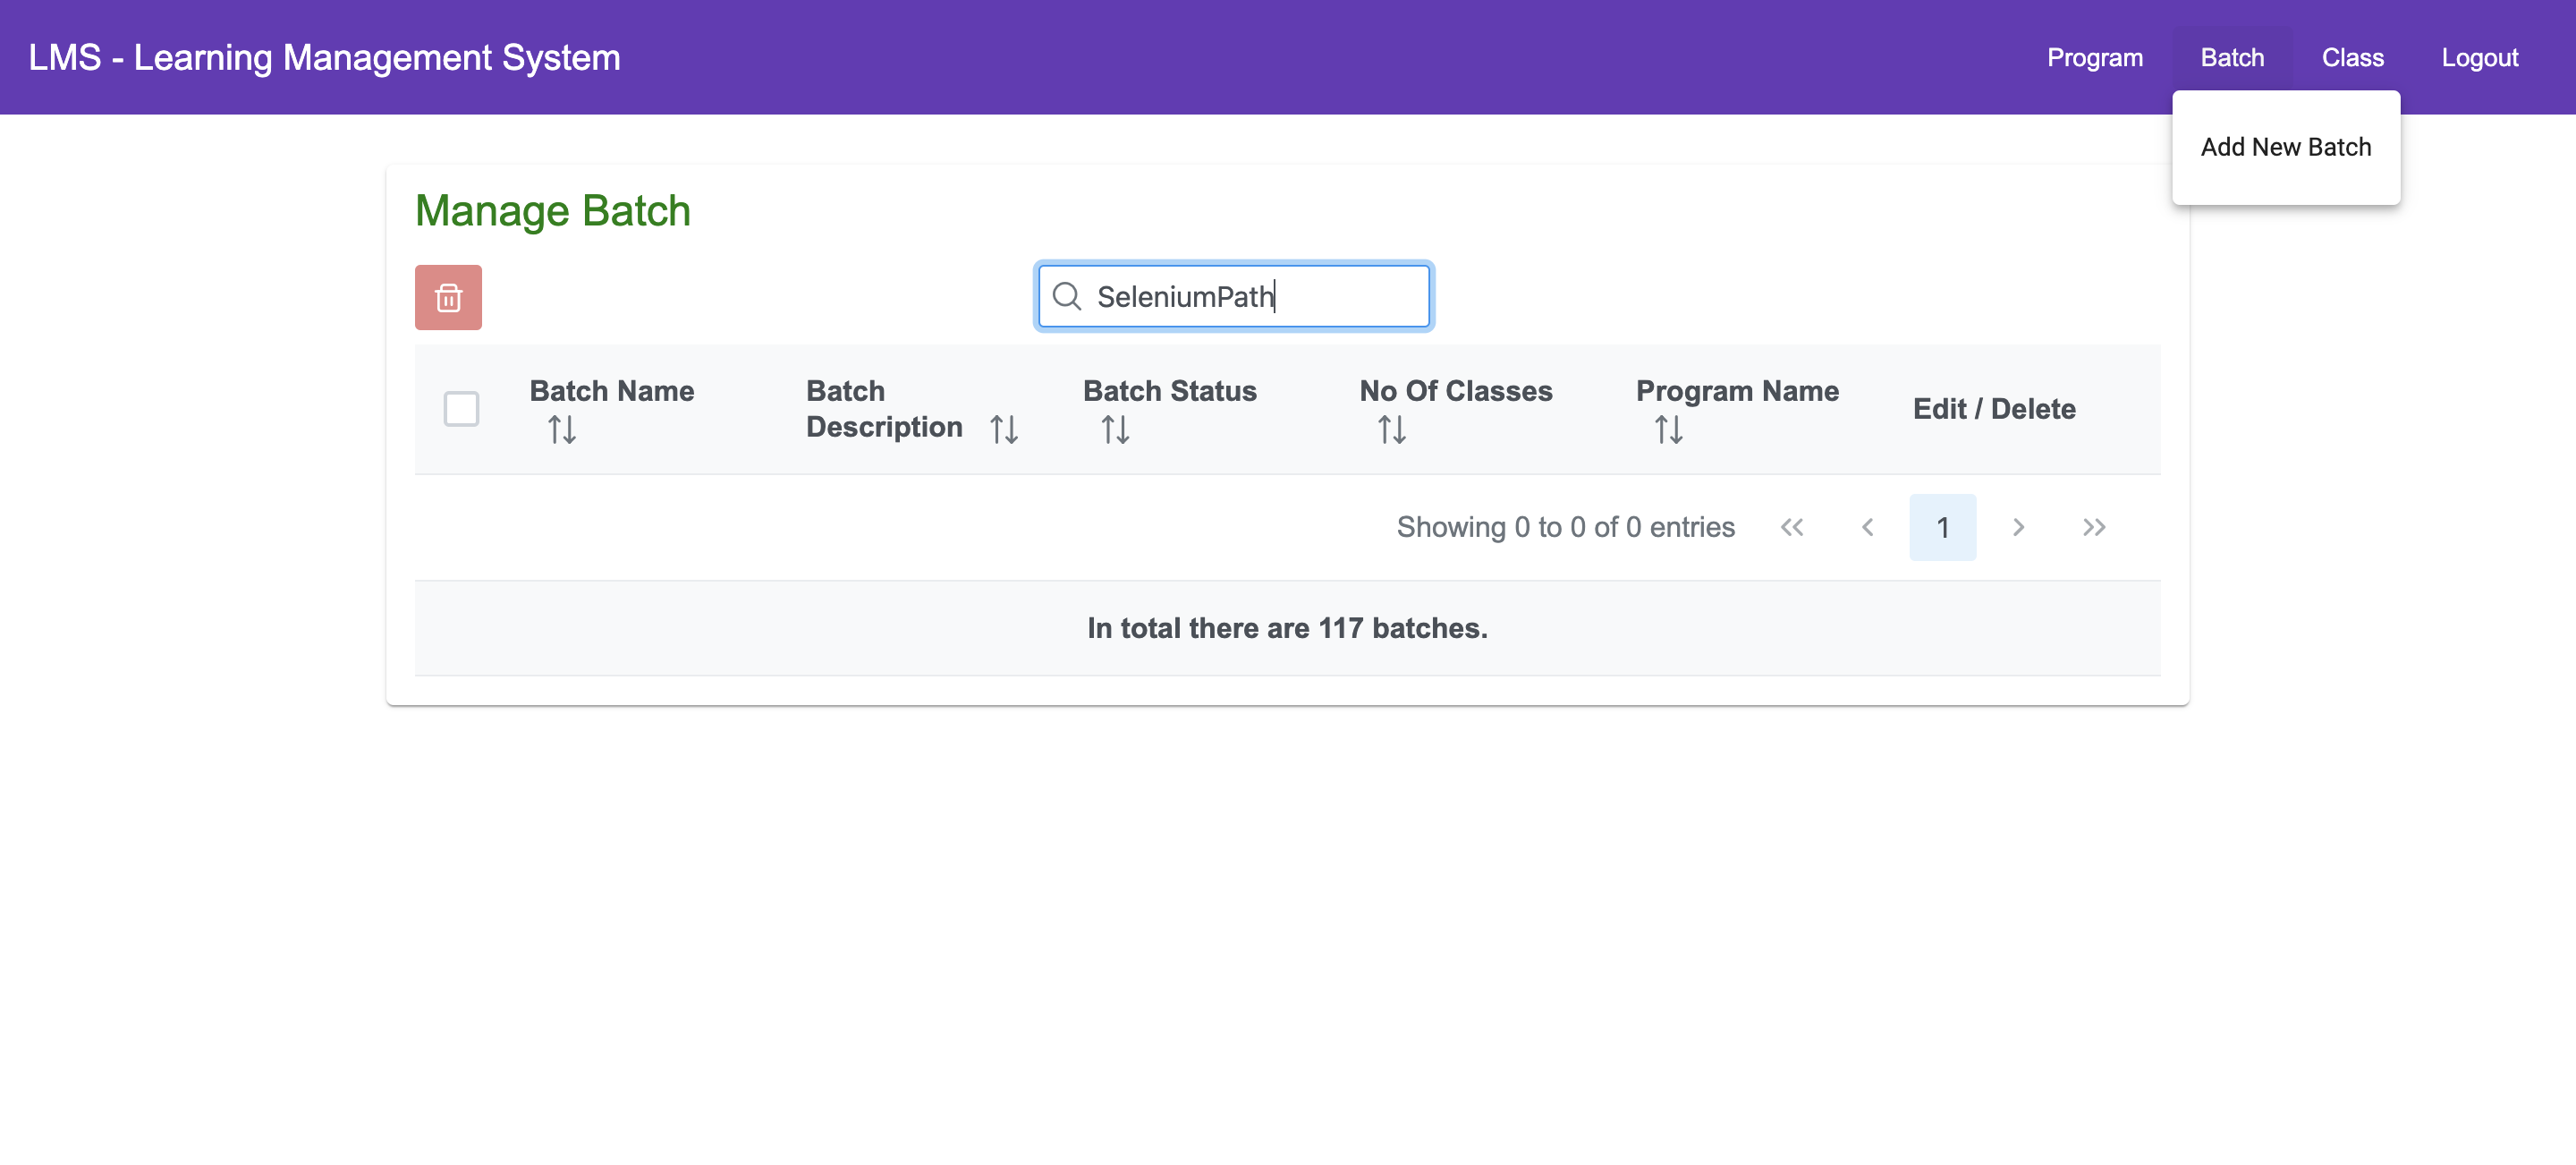 LMS - Learning Management System
Program Batch Class Logout
Add New Batch
Manage Batch
SeleniumPath
Batch Name Batch Description Batch Status No Of Classes Program Name Edit / Delete
Showing 0 to 0 of 0 entries 1
In total there are 117 batches.